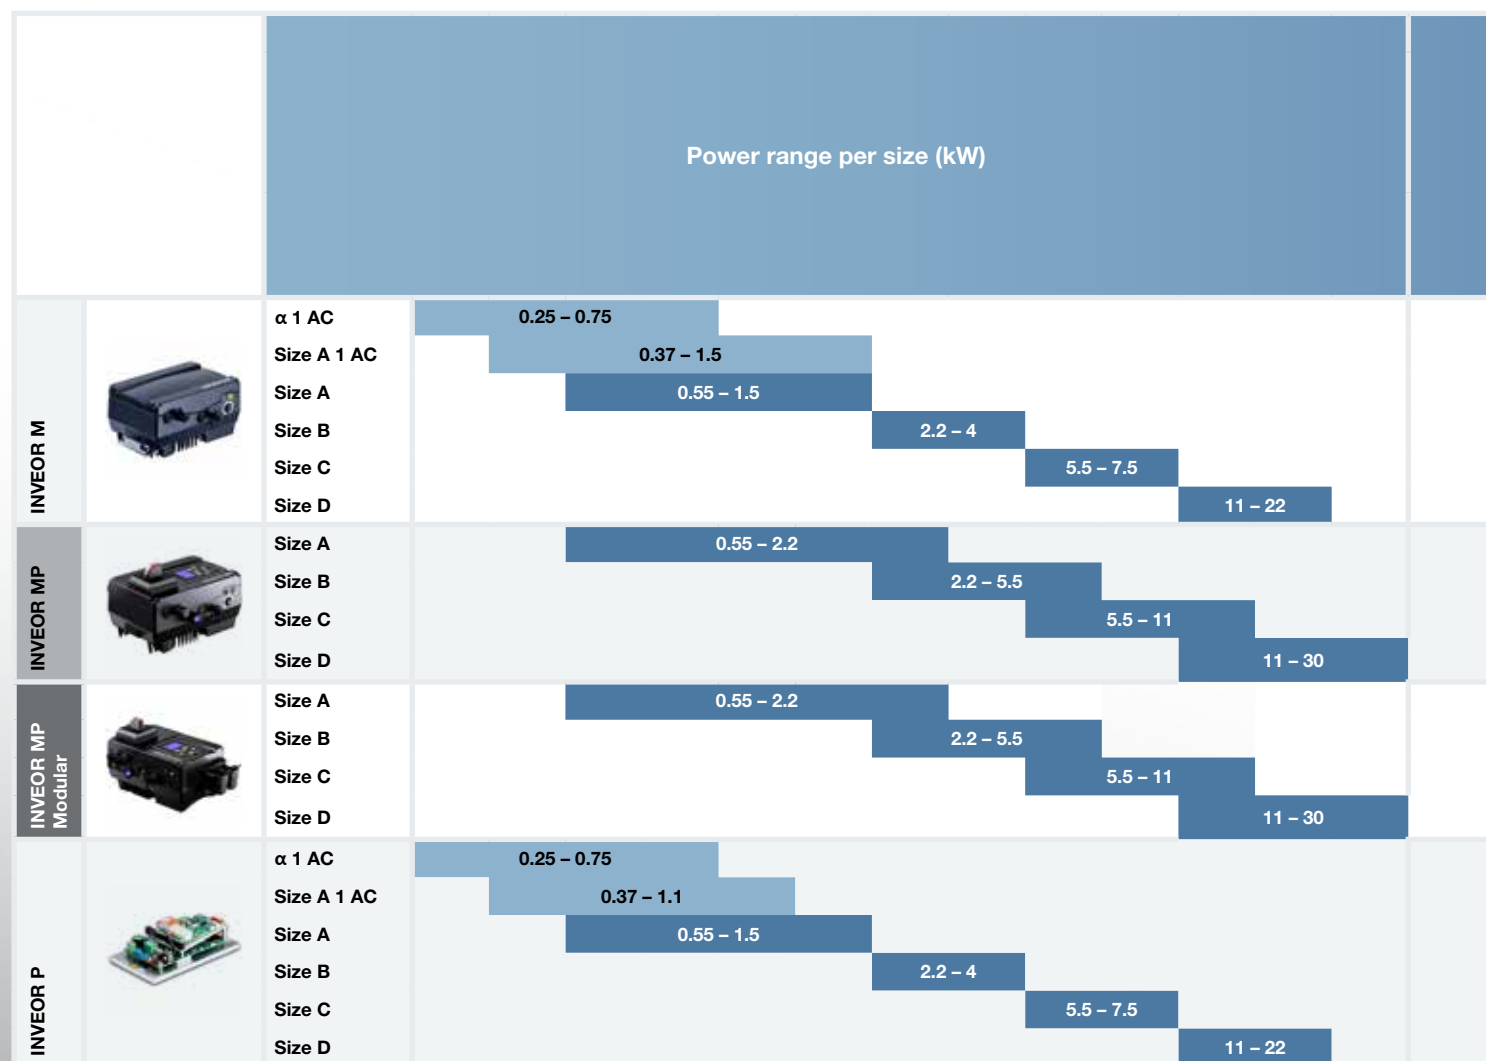 Power range per size (kW)
INVEOR M
α 1 AC 0.25 – 0.75
Size A 1 AC 0.37 – 1.5
Size A 0.55 – 1.5
Size B 2.2 – 4
Size C 5.5 – 7.5
Size D 11 – 22
INVEOR MP
Size A 0.55 – 2.2
Size B 2.2 – 5.5
Size C 5.5 – 11
Size D 11 – 30
INVEOR MP
Modular
Size A 0.55 – 2.2
Size B 2.2 – 5.5
Size C 5.5 – 11
Size D 11 – 30
INVEOR P
α 1 AC 0.25 – 0.75
Size A 1 AC 0.37 – 1.1
Size A 0.55 – 1.5
Size B 2.2 – 4
Size C 5.5 – 7.5
Size D 11 – 22